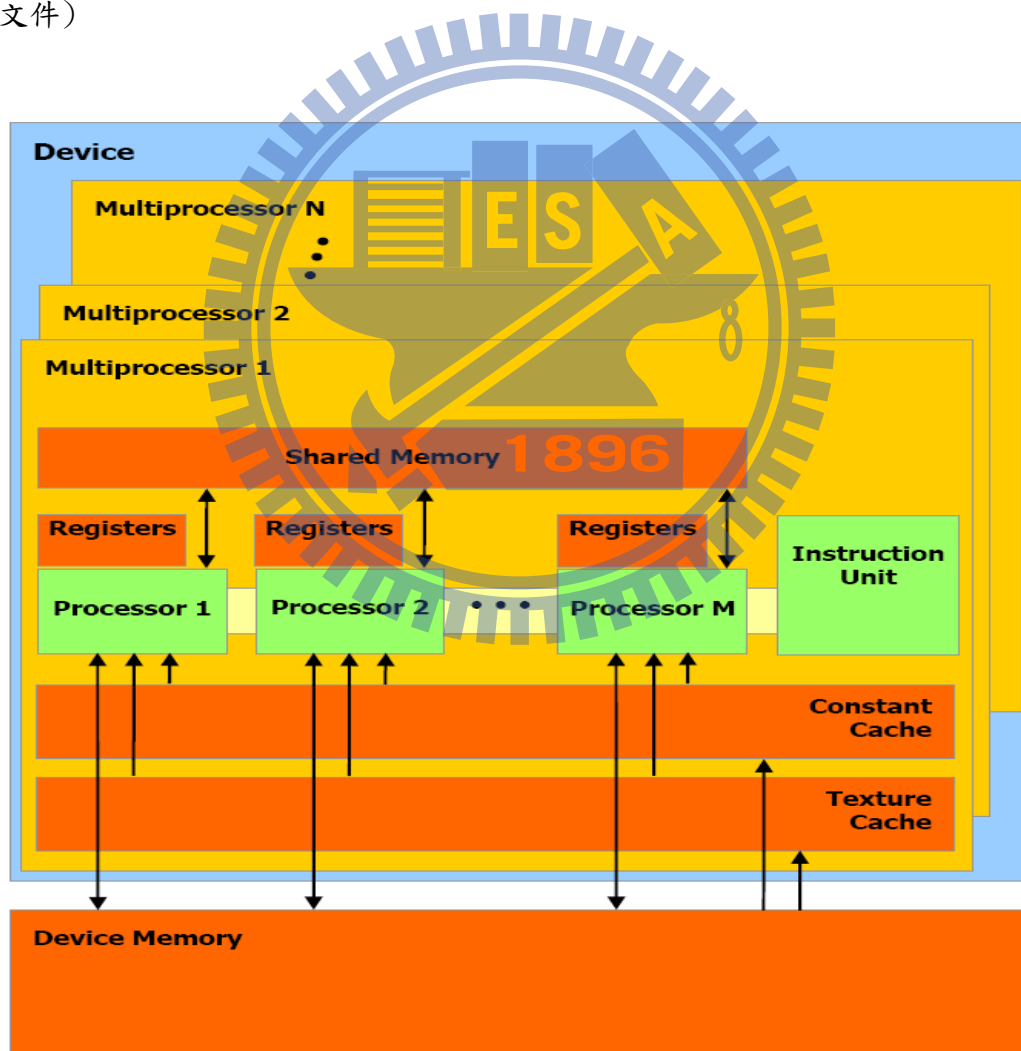 文件）
Device
Multiprocessor N
E S A
Multiprocessor 2
8
Multiprocessor 1
Shared Memory
1896
Registers
Registers
Registers
Instruction
Unit
Processor 1
Processor 2
Processor M
Constant
Cache
Texture
Cache
Device Memory